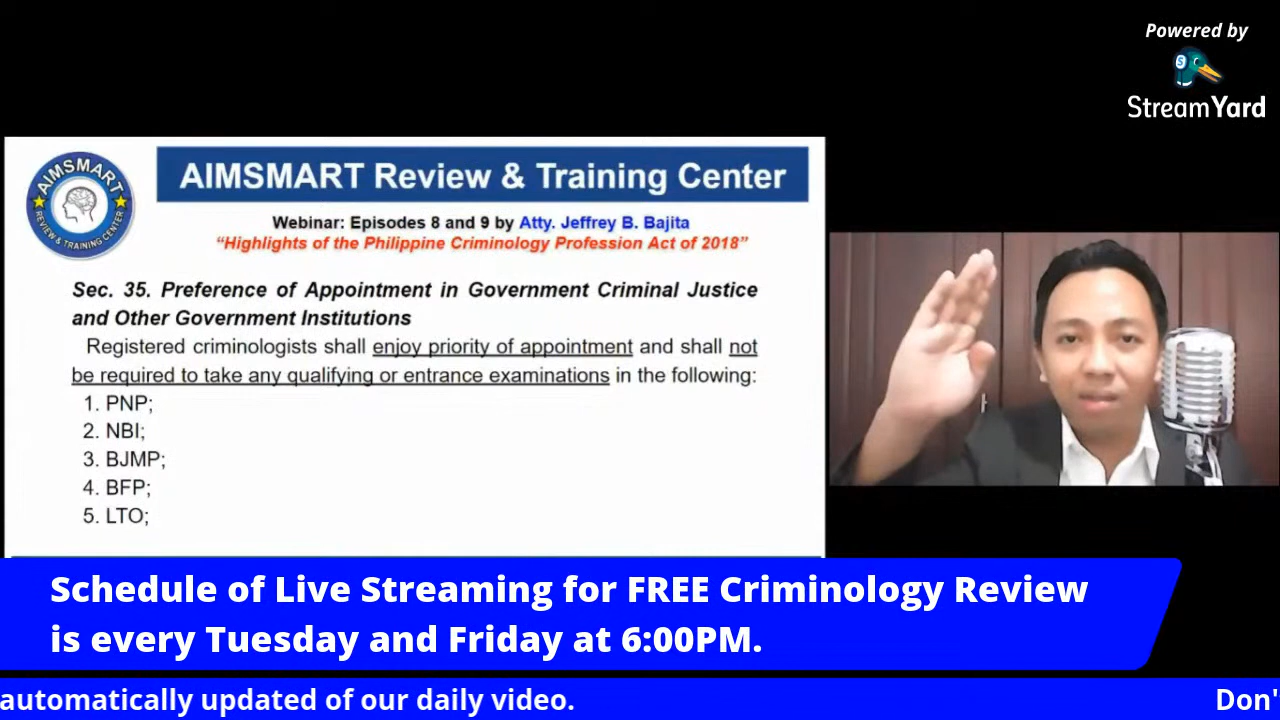 Powered by
StreamYard
AIMSMART
REVIEW & TRAINING CENTER
AIMSMART Review & Training Center
Webinar: Episodes 8 and 9 by Atty. Jeffrey B. Bajita
“Highlights of the Philippine Criminology Profession Act of 2018”
Sec. 35. Preference of Appointment in Government Criminal Justice
and Other Government Institutions
Registered criminologists shall enjoy priority of appointment and shall not
be required to take any qualifying or entrance examinations in the following:
1. PNP;
2. NBI;
3. BJMP;
4. BFP;
5. LTO;
Schedule of Live Streaming for FREE Criminology Review
is every Tuesday and Friday at 6:00PM.
automatically updated of our daily video. Don'